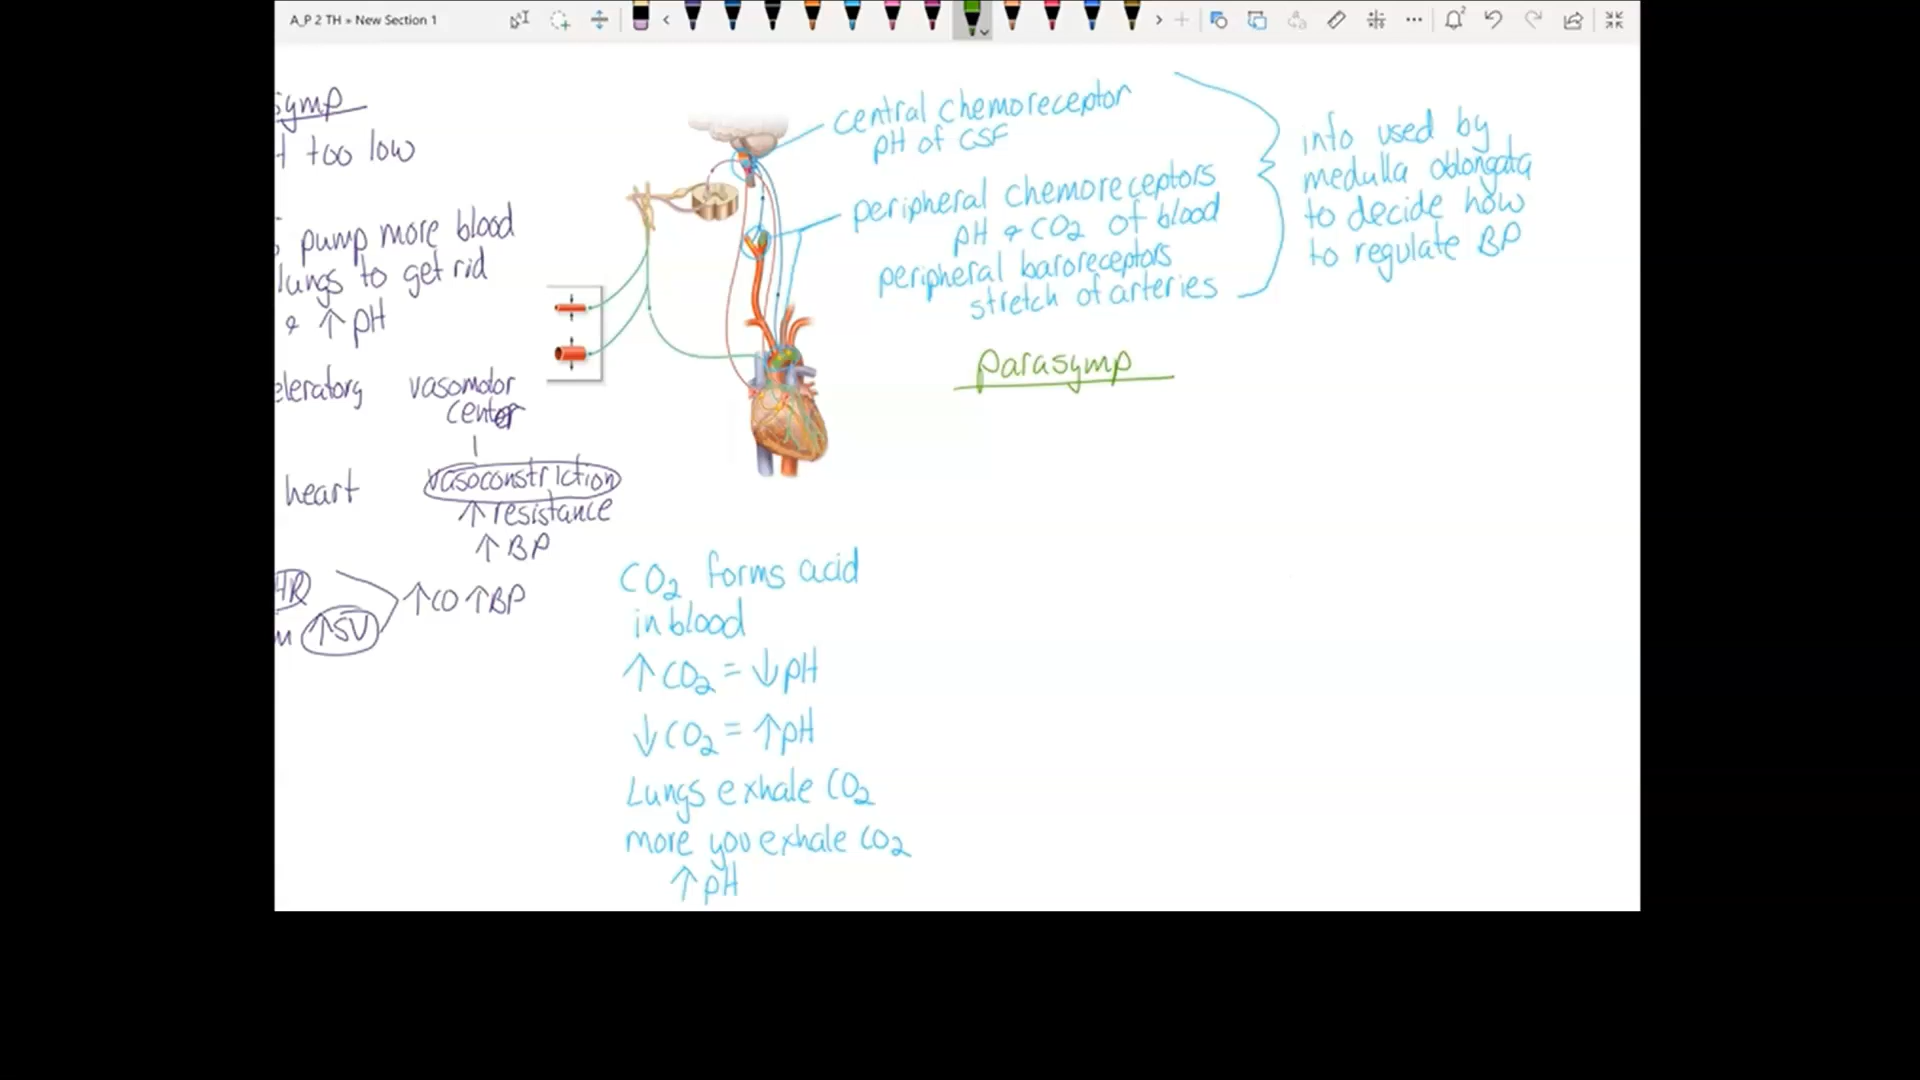 A_P 2 TH » New Section 1
symp
too low
pump more blood
lungs to get rid
& ↑ pH
eleratory
vasomotor
center
heart
vasoconstriction
↑ resistance
↑ BP
HR
↑SV
↑CO ↑BP
central chemoreceptor
pH of CSF
peripheral chemoreceptors
pH & CO2 of blood
peripheral baroreceptors
stretch of arteries
info used by
medulla oblongata
to decide how
to regulate BP
parasymp
CO2 forms acid
in blood
↑ CO2 = ↓ pH
↓ CO2 = ↑ pH
Lungs exhale CO2
more you exhale CO2
↑ pH